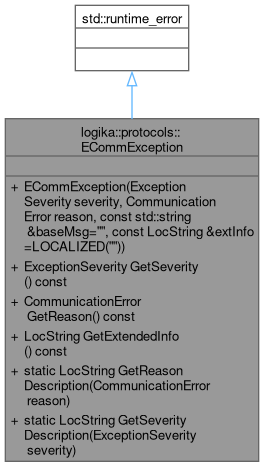 std::runtime_error
logika::protocols::
ECommException
+ ECommException(Exception
Severity severity, Communication
Error reason, const std::string
&baseMsg="", const LocString &extInfo
=LOCALIZED(""))
+ ExceptionSeverity GetSeverity
() const
+ CommunicationError
GetReason() const
+ LocString GetExtendedInfo
() const
+ static LocString GetReason
Description(CommunicationError
reason)
+ static LocString GetSeverity
Description(ExceptionSeverity
severity)